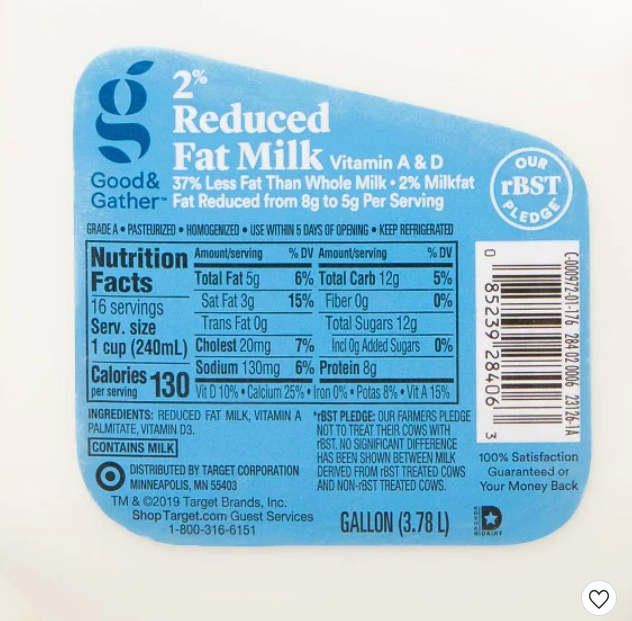 2%
Reduced
Fat Milk Vitamin A & D
37% Less Fat Than Whole Milk • 2% Milkfat
Fat Reduced from 8g to 5g Per Serving
Good&
Gather™
OUR
rBST
PLEDGE*
GRADE A • PASTEURIZED • HOMOGENIZED • USE WITHIN 5 DAYS OF OPENING • KEEP REFRIGERATED
Nutrition
Facts
16 servings
Serv. size
1 cup (240mL)
Calories 130
per serving
Amount/serving % DV Amount/serving % DV
Total Fat 5g 6% Total Carb 12g 5%
Sat Fat 3g 15% Fiber 0g 0%
Trans Fat 0g Total Sugars 12g
Cholest 20mg 7% Incl 0g Added Sugars 0%
Sodium 130mg 6% Protein 8g
Vit D 10% • Calcium 25% • Iron 0% • Potas 8% • Vit A 15%
INGREDIENTS: REDUCED FAT MILK, VITAMIN A
PALMITATE, VITAMIN D3.
CONTAINS MILK
DISTRIBUTED BY TARGET CORPORATION
MINNEAPOLIS, MN 55403
TM & ©2019 Target Brands, Inc.
ShopTarget.com Guest Services
1-800-316-6151
*rBST PLEDGE: OUR FARMERS PLEDGE
NOT TO TREAT THEIR COWS WITH
rBST. NO SIGNIFICANT DIFFERENCE
HAS BEEN SHOWN BETWEEN MILK
DERIVED FROM rBST TREATED COWS
AND NON-rBST TREATED COWS.
GALLON (3.78 L)
0 85239 28406 3
C-000972-01-176 284 02 0006 23126-1A
100% Satisfaction
Guaranteed or
Your Money Back
D